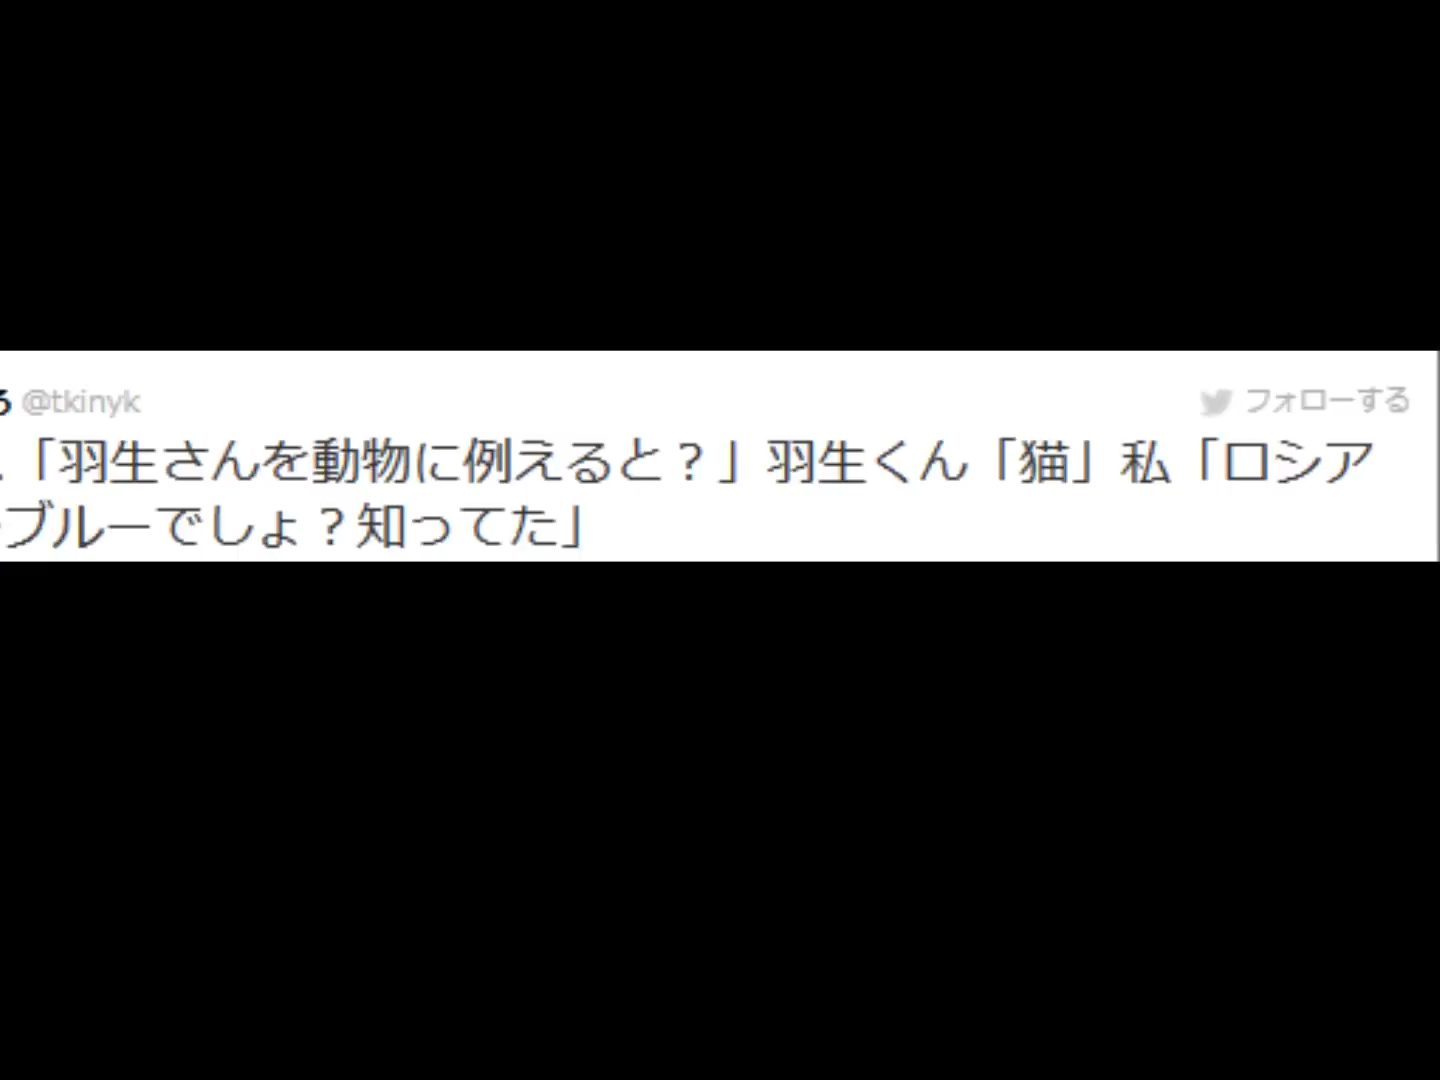 @tkinyk フォローする
「羽生さんを動物に例えると？」羽生くん「猫」私「ロシア
ブルーでしょ？知ってた」